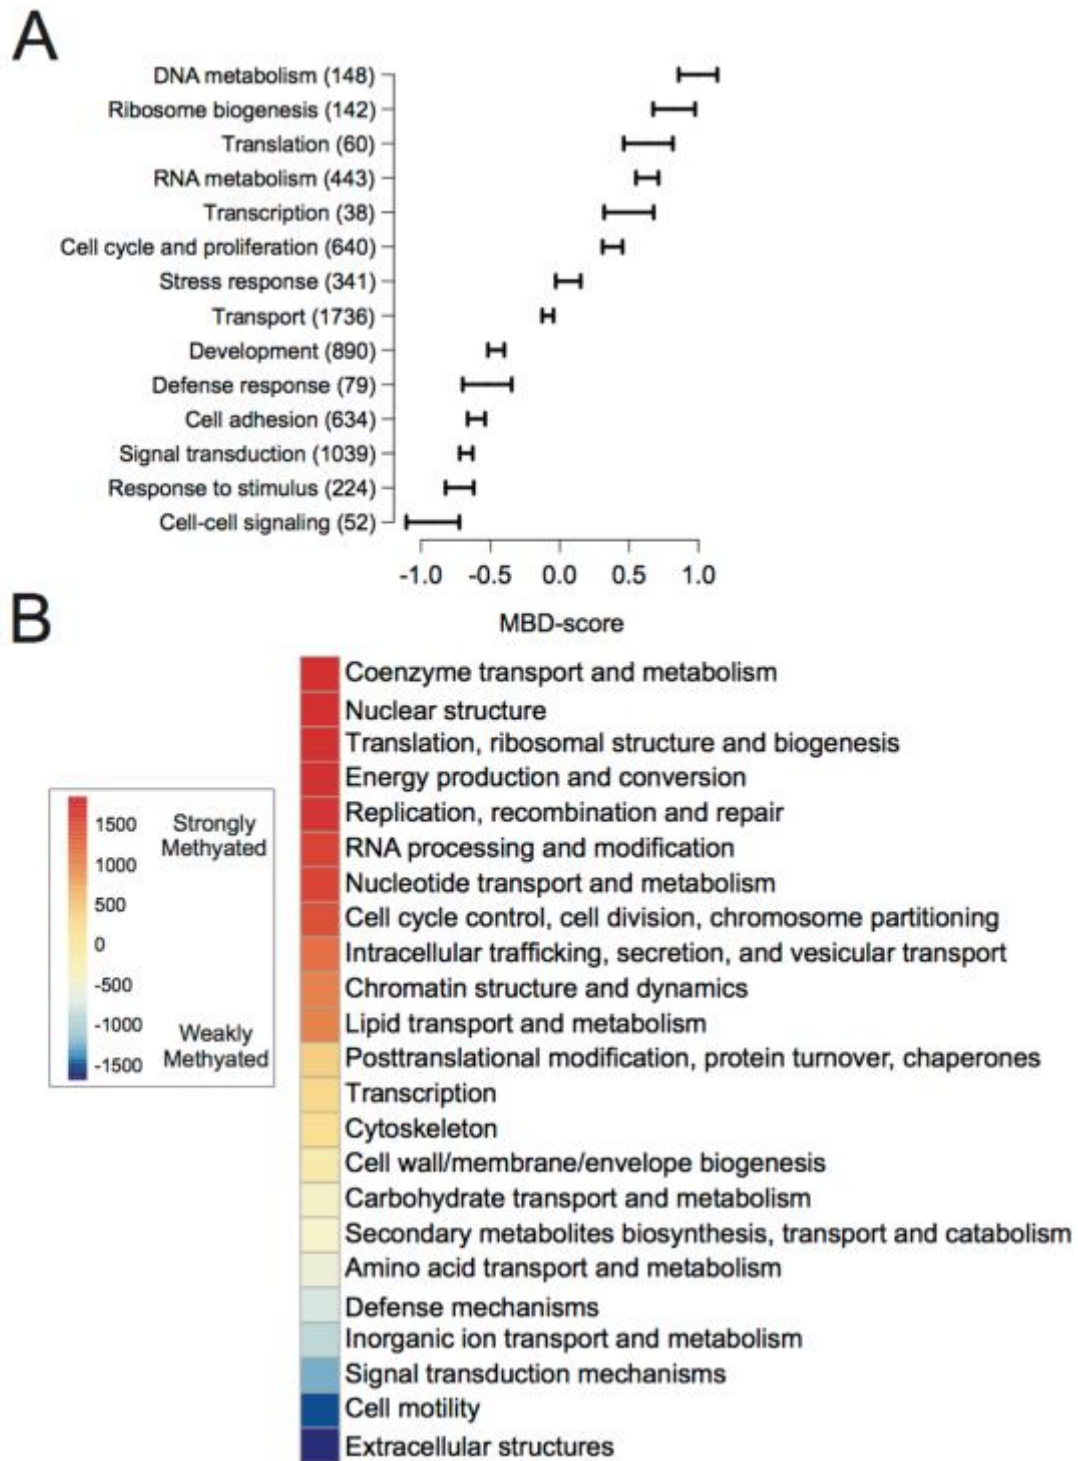 A
DNA metabolism (148)
Ribosome biogenesis (142)
Translation (60)
RNA metabolism (443)
Transcription (38)
Cell cycle and proliferation (640)
Stress response (341)
Transport (1736)
Development (890)
Defense response (79)
Cell adhesion (634)
Signal transduction (1039)
Response to stimulus (224)
Cell-cell signaling (52)
-1.0 -0.5 0.0 0.5 1.0
MBD-score
B
1500
1000
500
0
-500
-1000
-1500
Strongly
Methyated
Weakly
Methyated
Coenzyme transport and metabolism
Nuclear structure
Translation, ribosomal structure and biogenesis
Energy production and conversion
Replication, recombination and repair
RNA processing and modification
Nucleotide transport and metabolism
Cell cycle control, cell division, chromosome partitioning
Intracellular trafficking, secretion, and vesicular transport
Chromatin structure and dynamics
Lipid transport and metabolism
Posttranslational modification, protein turnover, chaperones
Transcription
Cytoskeleton
Cell wall/membrane/envelope biogenesis
Carbohydrate transport and metabolism
Secondary metabolites biosynthesis, transport and catabolism
Amino acid transport and metabolism
Defense mechanisms
Inorganic ion transport and metabolism
Signal transduction mechanisms
Cell motility
Extracellular structures